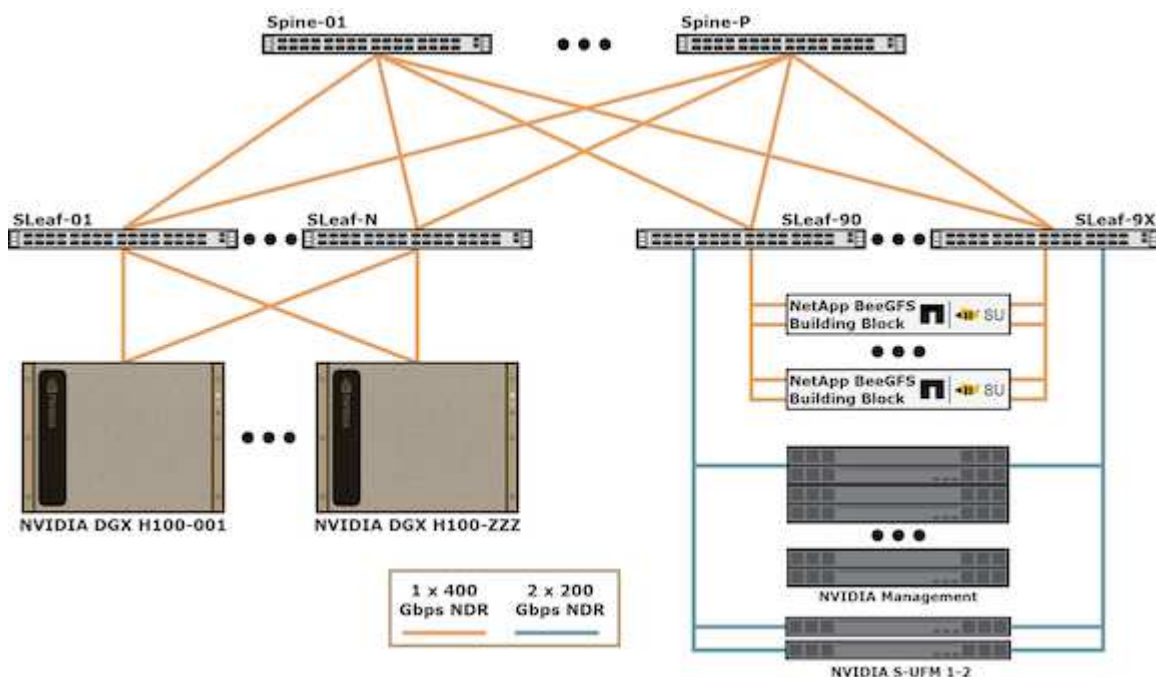 Spine-01
Spine-P
SLeaf-01
SLeaf-N
SLeaf-90
SLeaf-9X
NetApp BeeGFS
Building Block
SU
NetApp BeeGFS
Building Block
SU
NVIDIA DGX H100-001
NVIDIA DGX H100-ZZZ
1 x 400
Gbps NDR
2 x 200
Gbps NDR
NVIDIA Management
NVIDIA S-UFM 1-2